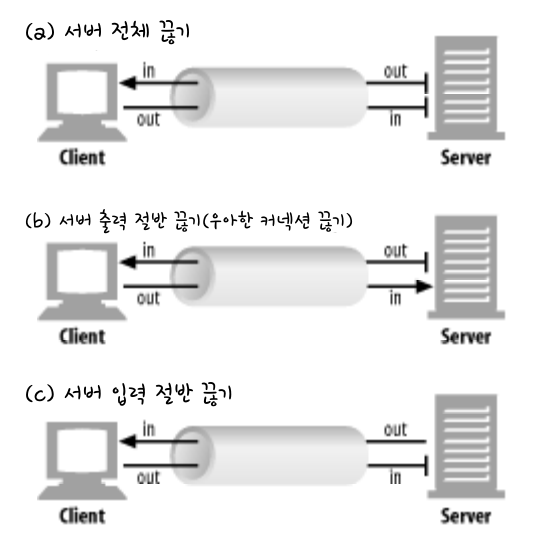 (a) 서버 전체 끊기
in out
out in
Client Server
(b) 서버 출력 절반 끊기(우아한 커넥션 끊기)
in out
out in
Client Server
(c) 서버 입력 절반 끊기
in out
out in
Client Server